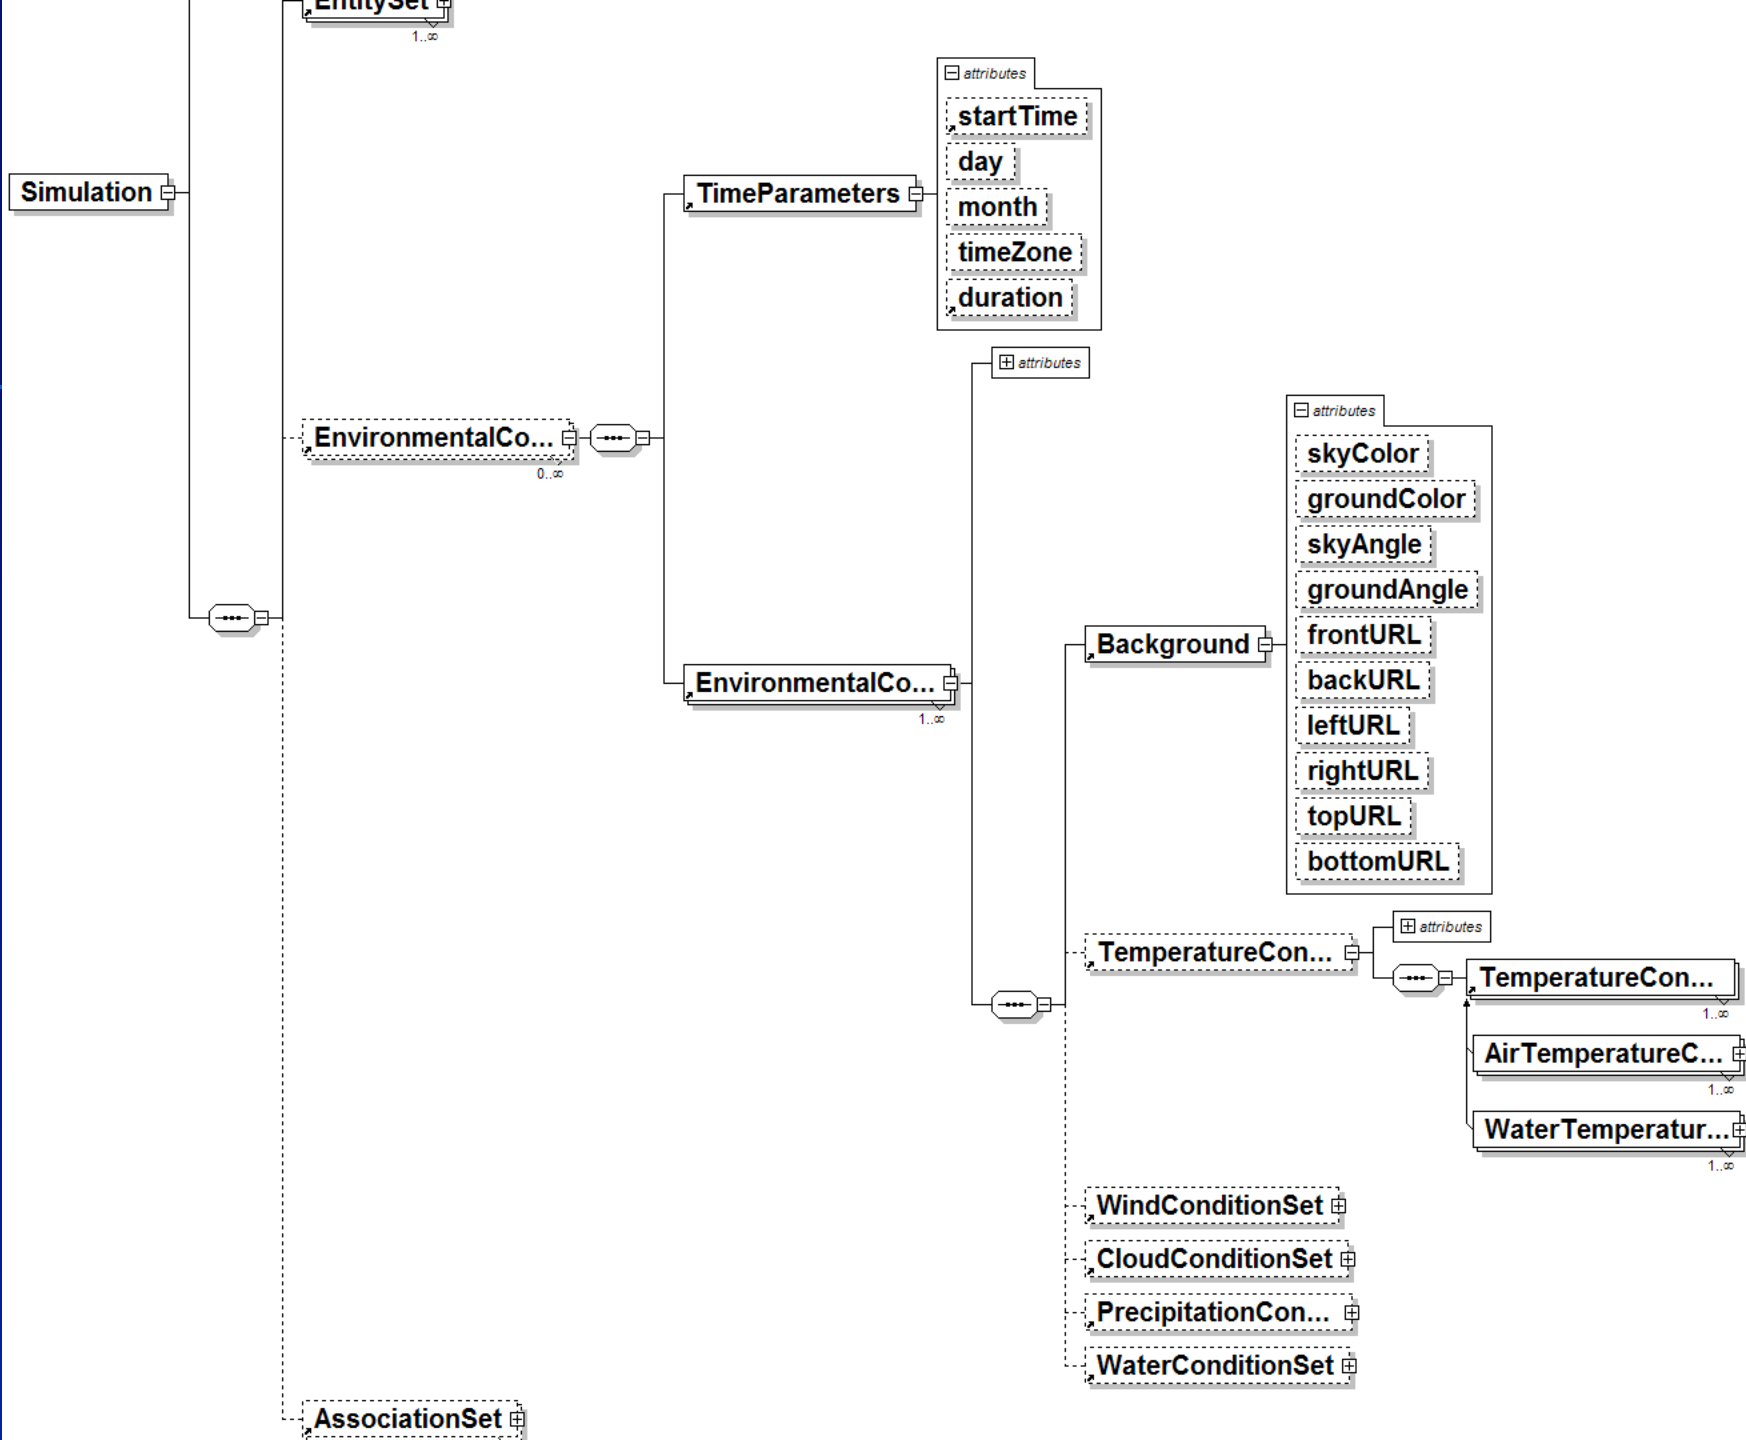 EntitySet
1..∞
attributes
startTime
day
Simulation
TimeParameters
month
timeZone
duration
attributes
attributes
EnvironmentalCo...
0..∞
skyColor
groundColor
skyAngle
groundAngle
frontURL
Background
backURL
EnvironmentalCo...
1..∞
leftURL
rightURL
topURL
bottomURL
attributes
TemperatureCon...
TemperatureCon...
1..∞
AirTemperatureC...
1..∞
WaterTemperatur...
1..∞
WindConditionSet
CloudConditionSet
PrecipitationCon...
WaterConditionSet
AssociationSet